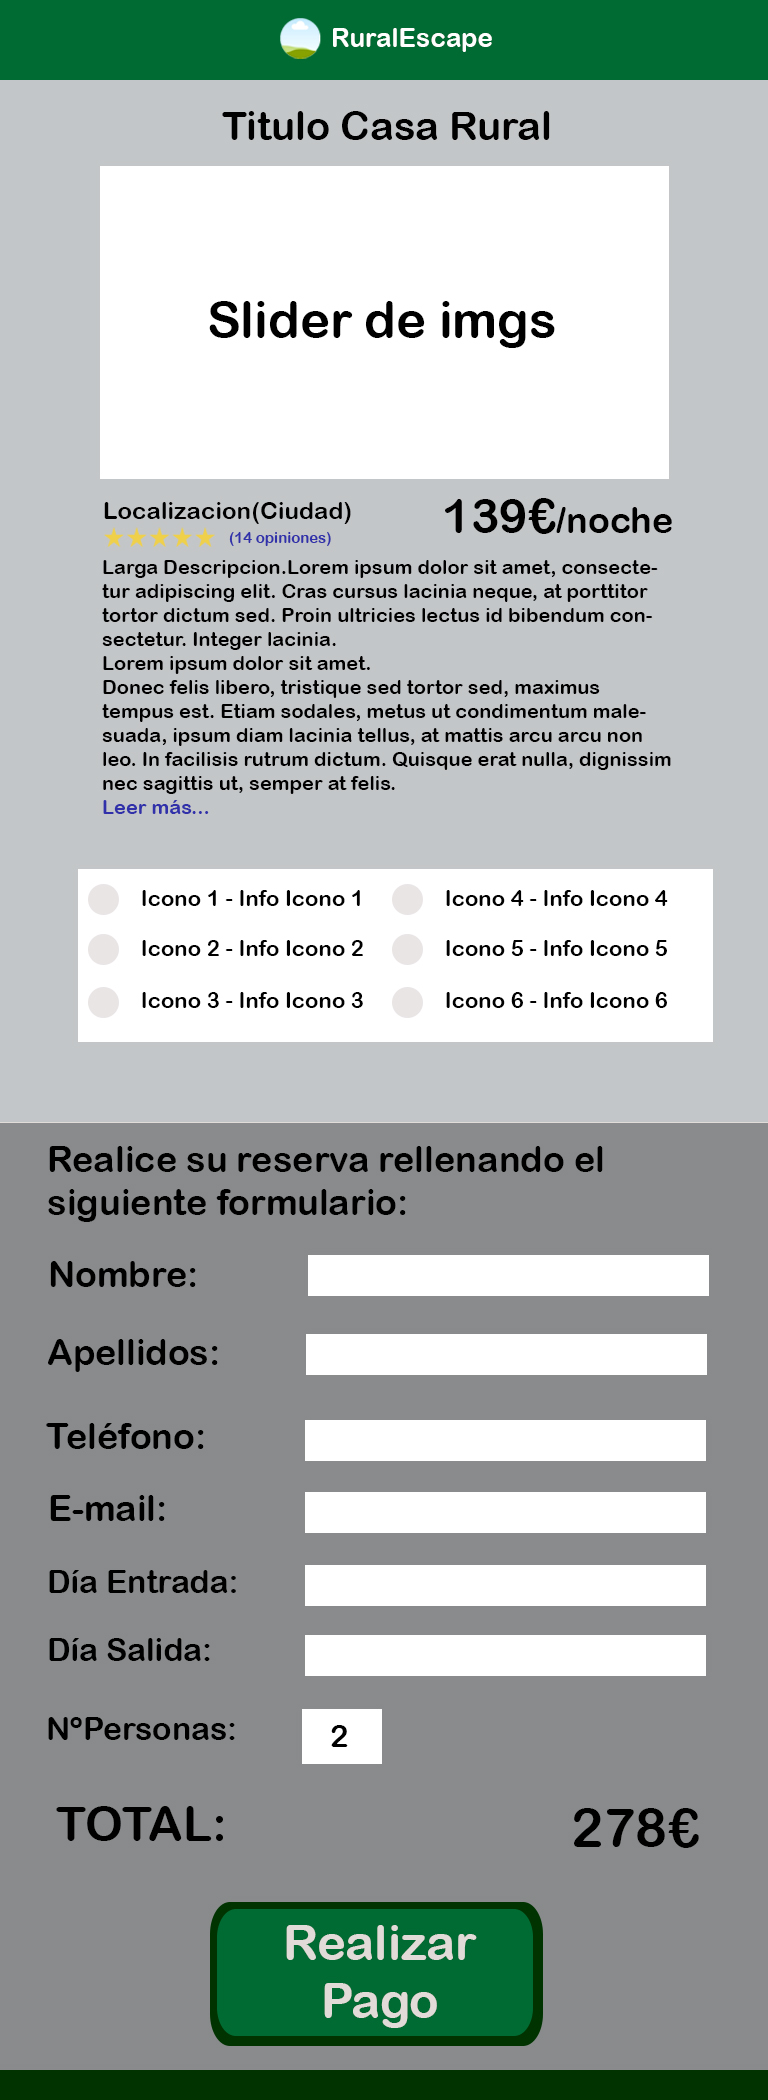 RuralEscape
Titulo Casa Rural
Slider de imgs
Localizacion(Ciudad)
139€/noche
(14 opiniones)
Larga Descripcion.Lorem ipsum dolor sit amet, consecte-
tur adipiscing elit. Cras cursus lacinia neque, at porttitor
tortor dictum sed. Proin ultricies lectus id bibendum con-
sectetur. Integer lacinia.
Lorem ipsum dolor sit amet.
Donec felis libero, tristique sed tortor sed, maximus
tempus est. Etiam sodales, metus ut condimentum male-
suada, ipsum diam lacinia tellus, at mattis arcu arcu non
leo. In facilisis rutrum dictum. Quisque erat nulla, dignissim
nec sagittis ut, semper at felis.
Leer más...
Icono 1 - Info Icono 1
Icono 4 - Info Icono 4
Icono 2 - Info Icono 2
Icono 5 - Info Icono 5
Icono 3 - Info Icono 3
Icono 6 - Info Icono 6
Realice su reserva rellenando el
siguiente formulario:
Nombre:
Apellidos:
Teléfono:
E-mail:
Día Entrada:
Día Salida:
NºPersonas:
2
TOTAL:
278€
Realizar
Pago